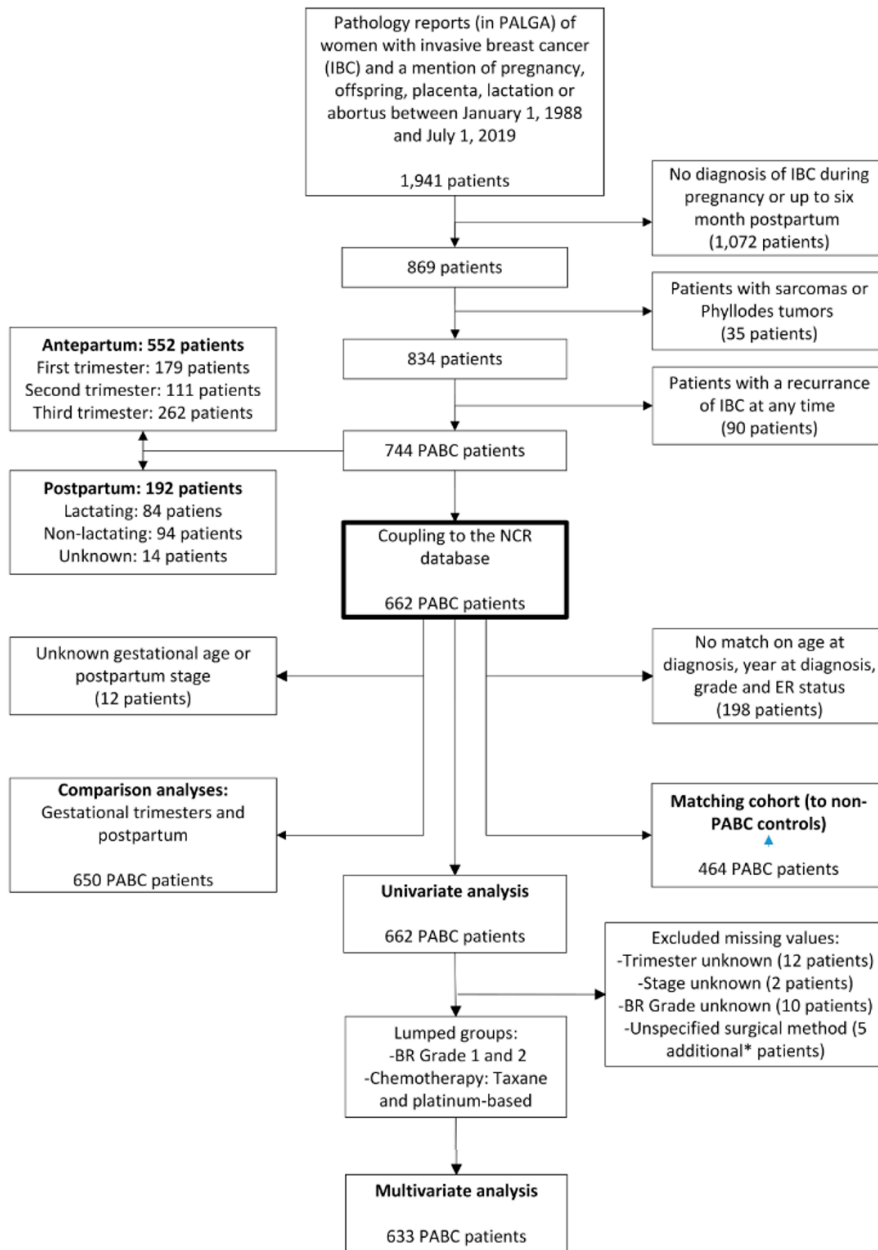 Pathology reports (in PALGA) of
women with invasive breast cancer
(IBC) and a mention of pregnancy,
offspring, placenta, lactation or
abortus between January 1, 1988
and July 1, 2019
1,941 patients
No diagnosis of IBC during
pregnancy or up to six
month postpartum
(1,072 patients)
869 patients
Patients with sarcomas or
Phyllodes tumors
(35 patients)
834 patients
Antepartum: 552 patients
First trimester: 179 patients
Second trimester: 111 patients
Third trimester: 262 patients
Patients with a recurrance
of IBC at any time
(90 patients)
744 PABC patients
Postpartum: 192 patients
Lactating: 84 patiens
Non-lactating: 94 patients
Unknown: 14 patients
Coupling to the NCR
database
662 PABC patients
Unknown gestational age or
postpartum stage
(12 patients)
No match on age at
diagnosis, year at diagnosis,
grade and ER status
(198 patients)
Comparison analyses:
Gestational trimesters and
postpartum
650 PABC patients
Matching cohort (to non-
PABC controls)
464 PABC patients
Univariate analysis
662 PABC patients
Excluded missing values:
-Trimester unknown (12 patients)
-Stage unknown (2 patients)
-BR Grade unknown (10 patients)
-Unspecified surgical method (5
additional* patients)
Lumped groups:
-BR Grade 1 and 2
-Chemotherapy: Taxane
and platinum-based
Multivariate analysis
633 PABC patients